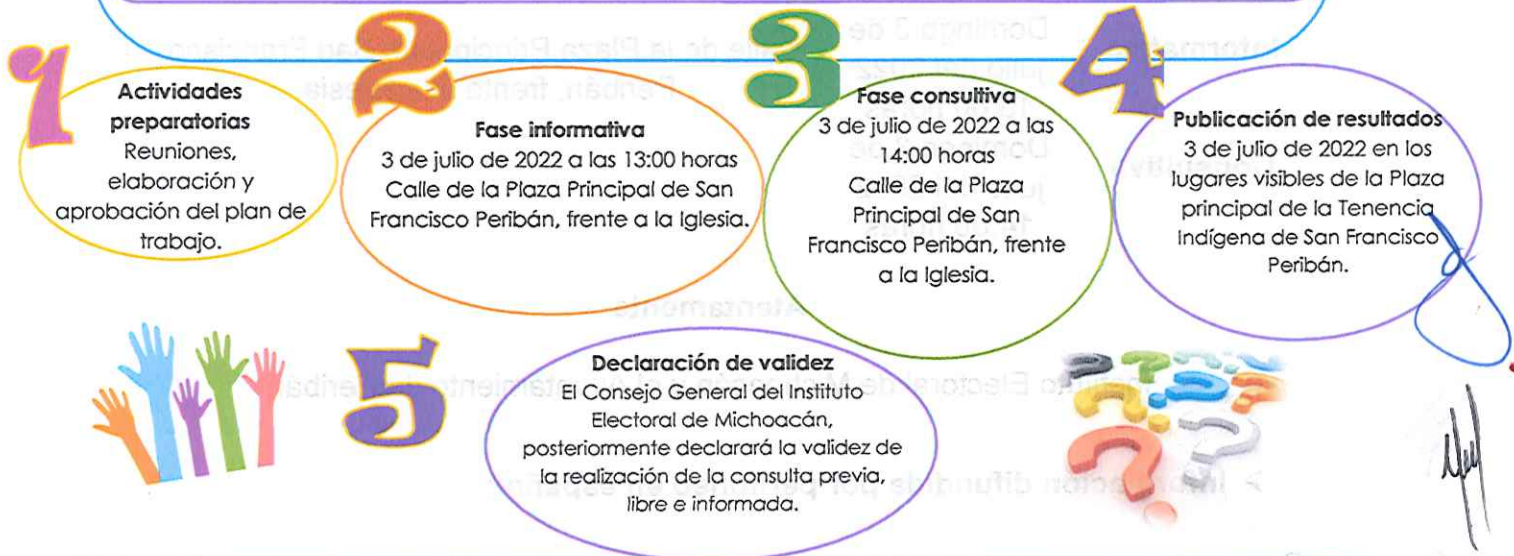 1
Actividades
preparatorias
Reuniones,
elaboración y
aprobación del plan de
trabajo.
2
Fase informativa
3 de julio de 2022 a las 13:00 horas
Calle de la Plaza Principal de San
Francisco Peribán, frente a la Iglesia.
3
Fase consultiva
3 de julio de 2022 a las
14:00 horas
Calle de la Plaza
Principal de San
Francisco Peribán, frente
a la Iglesia.
4
Publicación de resultados
3 de julio de 2022 en los
lugares visibles de la Plaza
principal de la Tenencia
Indígena de San Francisco
Peribán.
5
Declaración de validez
El Consejo General del Instituto
Electoral de Michoacán,
posteriormente declarará la validez de
la realización de la consulta previa,
libre e informada.